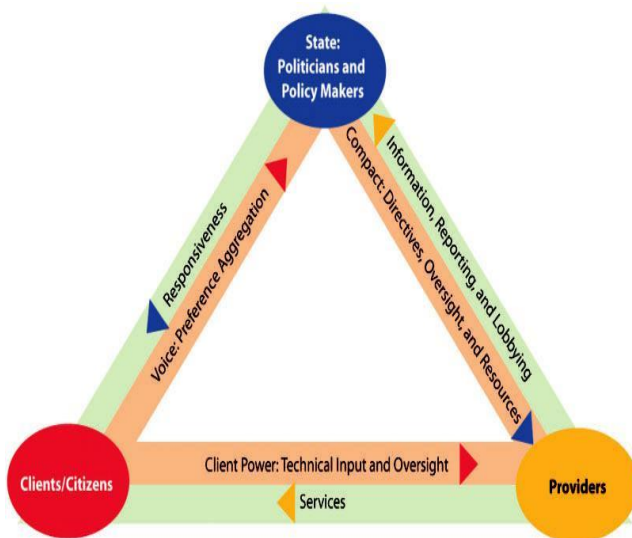 State:
Politicians and
Policy Makers
Responsiveness
Voice: Preference Aggregation
Compact: Directives, Oversight, and Resources
Information, Reporting, and Lobbying
Clients/Citizens
Client Power: Technical Input and Oversight
Services
Providers